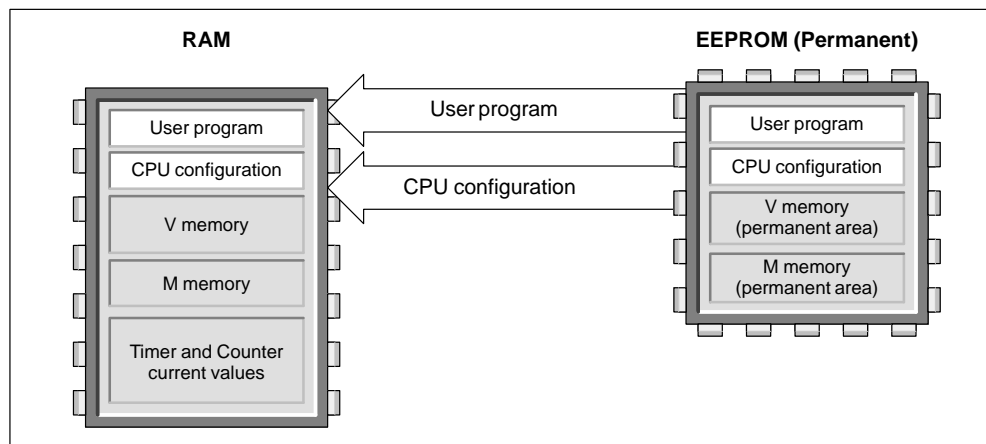 RAM
EEPROM (Permanent)
User program
CPU configuration
V memory
M memory
Timer and Counter
current values
User program
CPU configuration
User program
CPU configuration
V memory
(permanent area)
M memory
(permanent area)